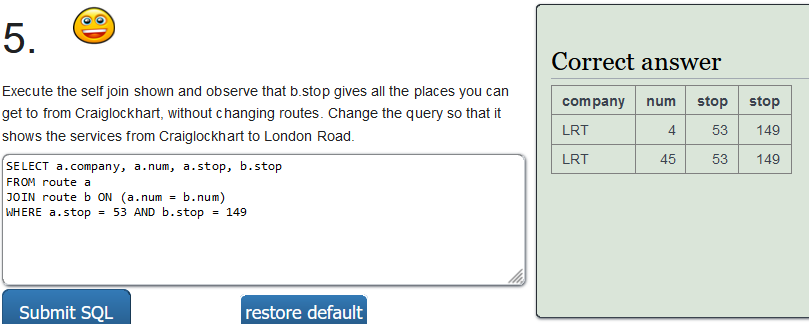 5.
Execute the self join shown and observe that b.stop gives all the places you can
get to from Craiglockhart, without changing routes. Change the query so that it
shows the services from Craiglockhart to London Road.
SELECT a.company, a.num, a.stop, b.stop
FROM route a
JOIN route b ON (a.num = b.num)
WHERE a.stop = 53 AND b.stop = 149
Submit SQL restore default
Correct answer
company num stop stop
LRT 4 53 149
LRT 45 53 149